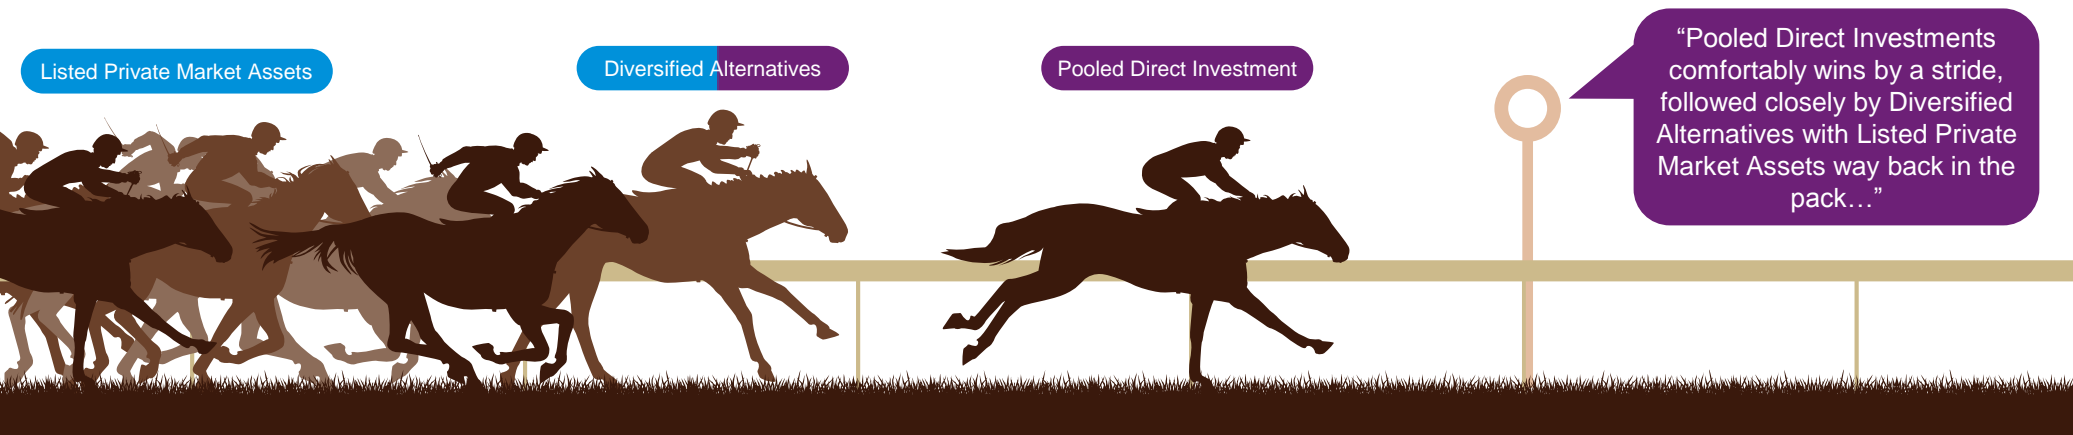 Listed Private Market Assets
Diversified Alternatives
Pooled Direct Investment
“Pooled Direct Investments
comfortably wins by a stride,
followed closely by Diversified
Alternatives with Listed Private
Market Assets way back in the
pack…”